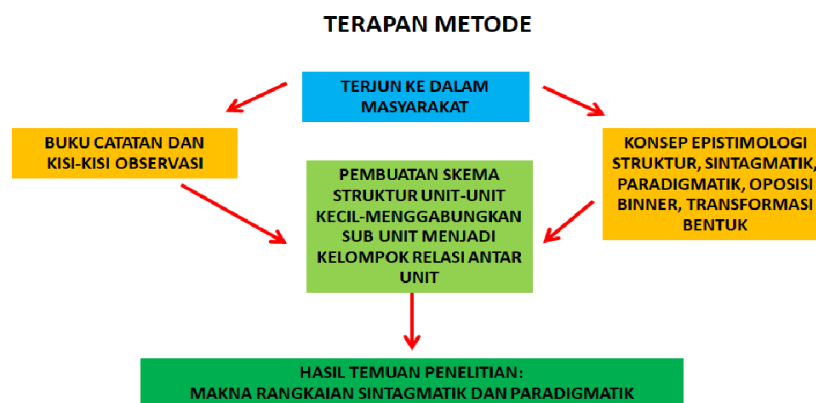 TERAPAN METODE
TERJUN KE DALAM
MASYARAKAT
BUKU CATATAN DAN
KISI-KISI OBSERVASI
KONSEP EPISTIMOLOGI
STRUKTUR, SINTAGMATIK,
PARADIGMATIK, OPOSISI
BINNER, TRANSFORMASI
BENTUK
PEMBUATAN SKEMA
STRUKTUR UNIT-UNIT
KECIL-MENGGABUNGKAN
SUB UNIT MENJADI
KELOMPOK RELASI ANTAR
UNIT
HASIL TEMUAN PENELITIAN:
MAKNA RANGKAIAN SINTAGMATIK DAN PARADIGMATIK